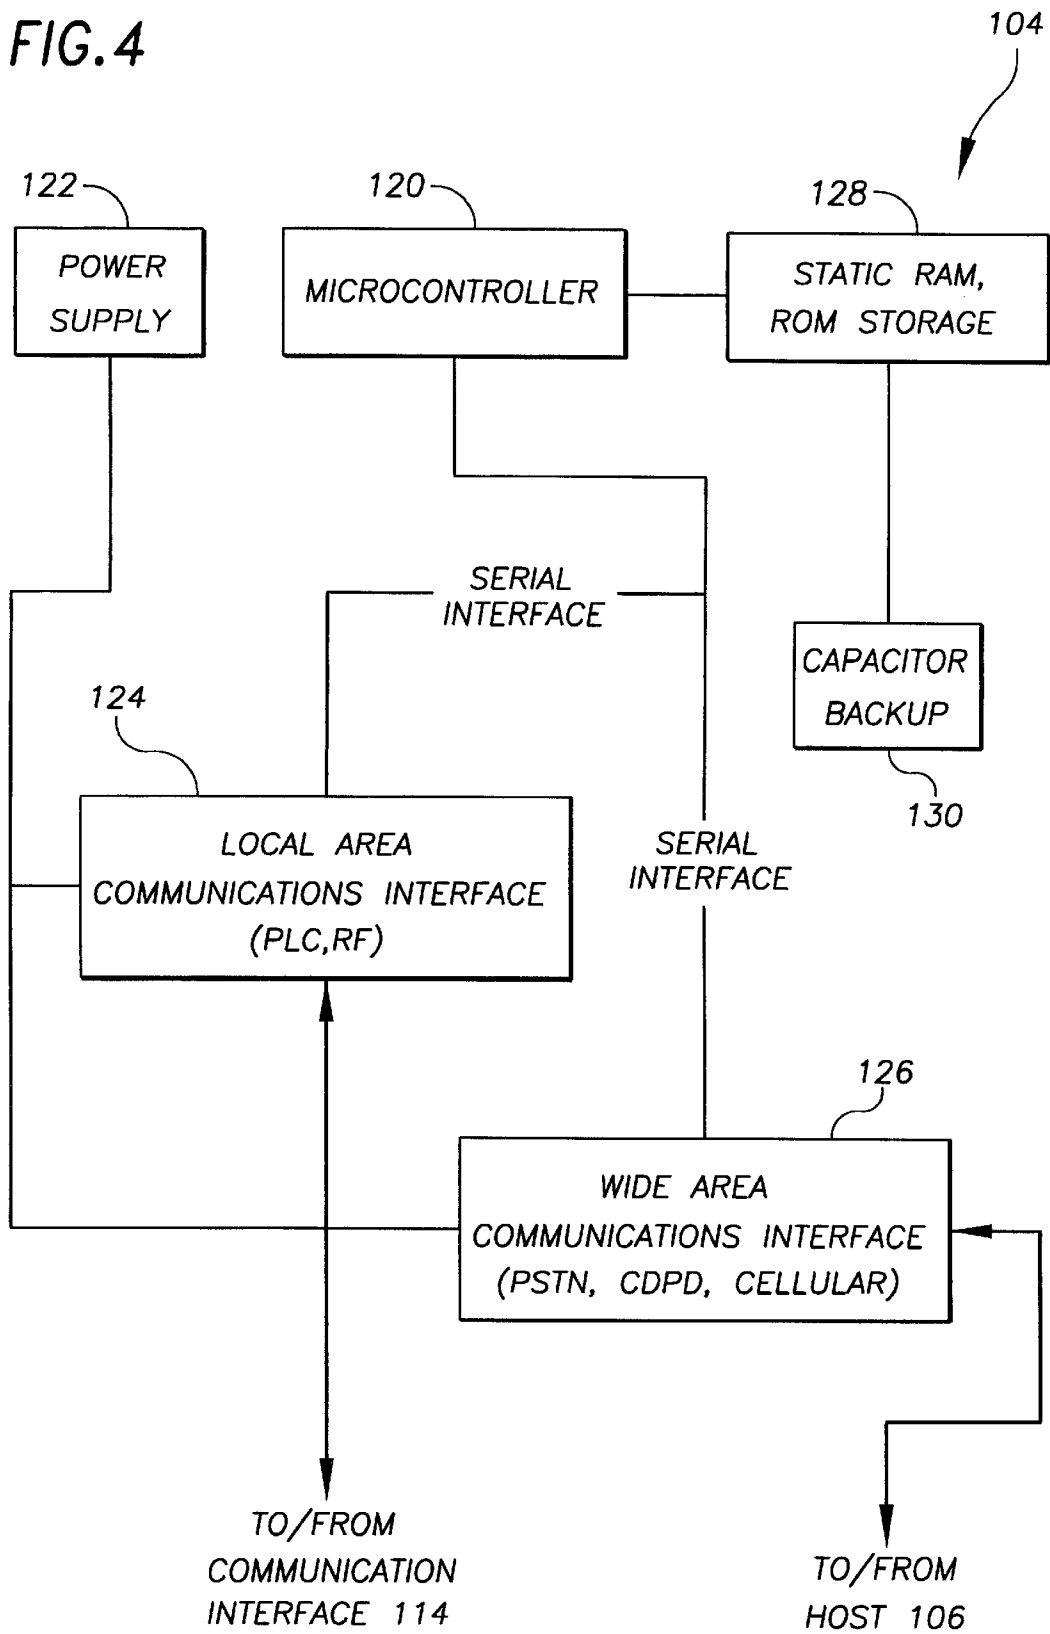 FIG.4
104
122
120
128
POWER
SUPPLY
MICROCONTROLLER
STATIC RAM,
ROM STORAGE
SERIAL
INTERFACE
CAPACITOR
BACKUP
124
130
LOCAL AREA
COMMUNICATIONS INTERFACE
(PLC,RF)
SERIAL
INTERFACE
126
WIDE AREA
COMMUNICATIONS INTERFACE
(PSTN, CDPD, CELLULAR)
TO/FROM
COMMUNICATION
INTERFACE 114
TO/FROM
HOST 106